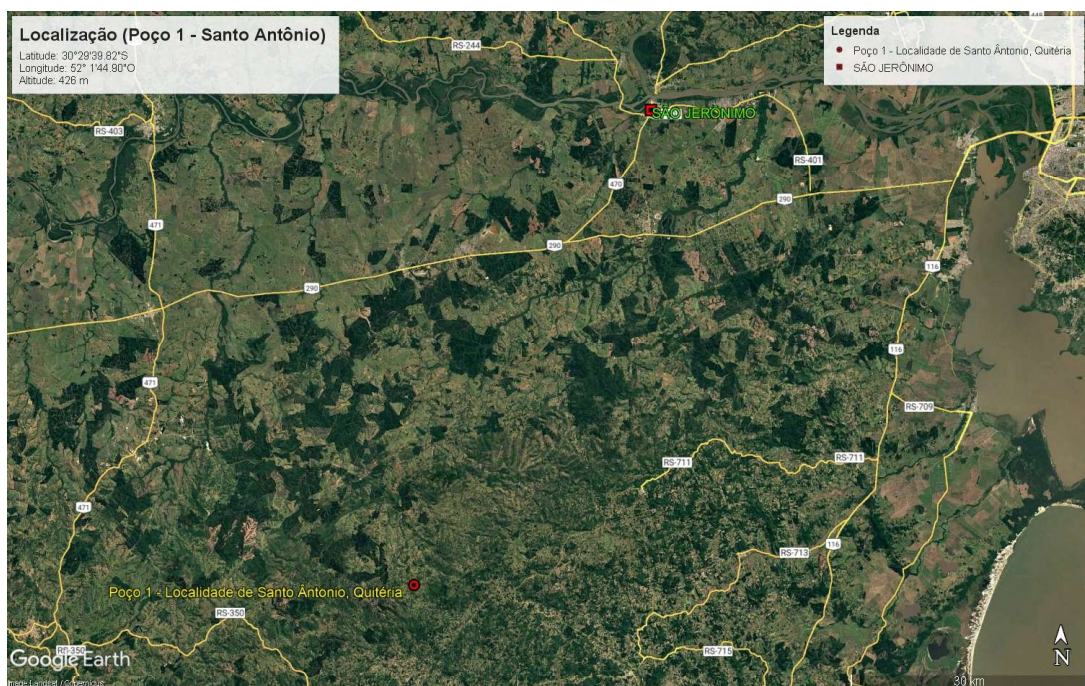 Localização (Poço 1 - Santo Antônio)
Latitude: 30°29'39.82"S
Longitude: 52° 1'44.90"O
Altitude: 426 m
Legenda
Poço 1 - Localidade de Santo Ântonio, Quitéria
SÃO JERÔNIMO
448
RS-244
SÃO JERÔNIMO
RS-403
RS-401
470
290
471
290
290
116
116
471
RS-709
RS-711
RS-711
471
116
RS-713
Poço 1 - Localidade de Santo Ântonio, Quitéria
RS-350
RS-350
RS-715
Google Earth
Image Landsat / Copernicus
N
30 km